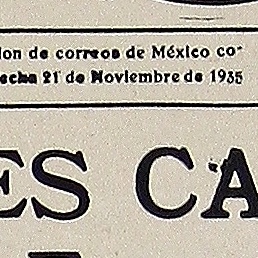 ion de correos de México co-
echa 21 de Noviembre de 1935
ES CA